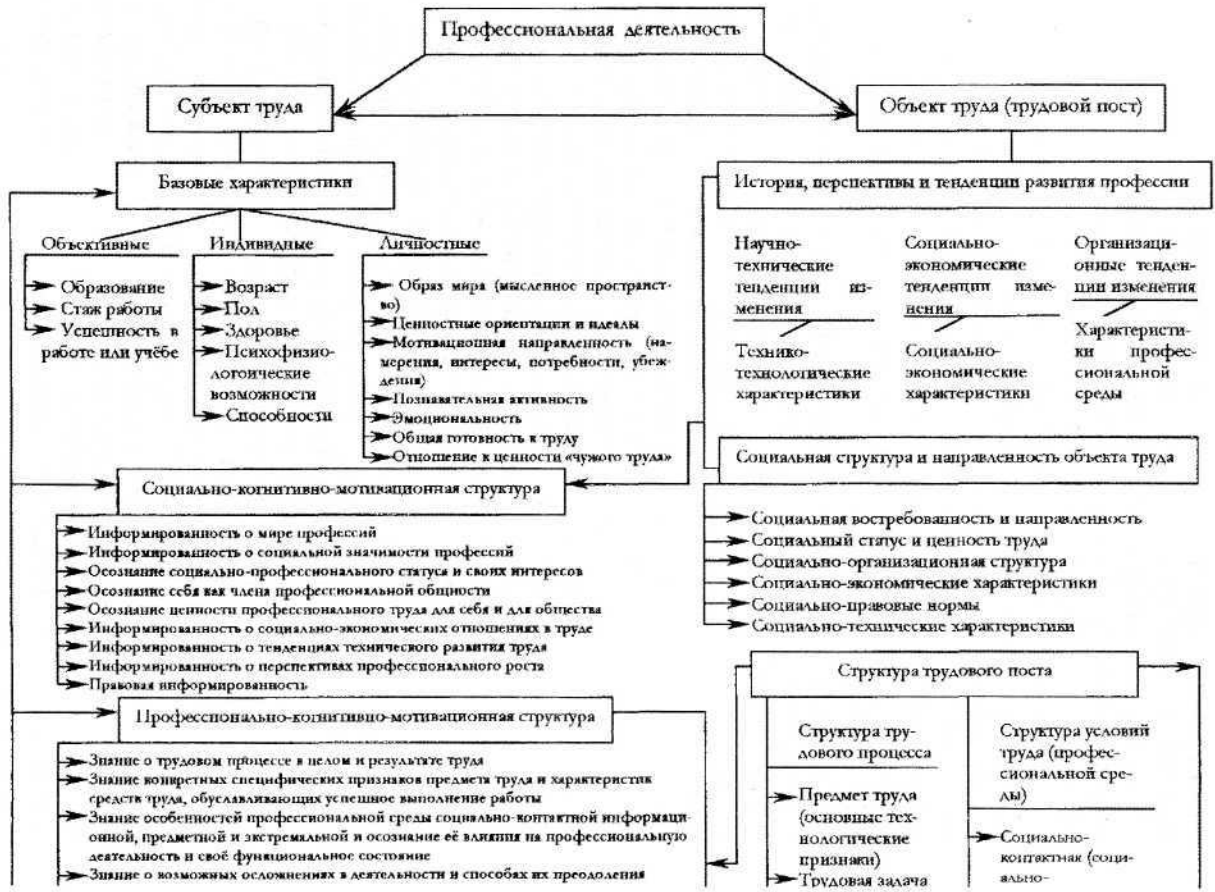 Профессиональная деятельность
Субъект труда
Объект труда (трудовой пост)
Базовые характеристики
История, перспективы и тенденции развития профессии
Объективные
Образование
Стаж работы
Успешность в
работе или учёбе
Индивидные
Возраст
Пол
Здоровье
Психофизио-
логоические
возможности
Способности
Личностные
Образ мира (мысленное пространст-
во)
Ценностные ориентации и идеалы
Мотивационная направленность (на-
мерения, интересы, потребности, убеж-
дения)
Познавательная активность
Эмоциональность
Общая готовность к труду
Отношение к ценности «чужого труда»
Научно-
технические
тенденции из-
менения
Технико-
технологические
характеристики
Социально-
экономические
тенденции изме-
нения
Социально-
экономические
характеристики
Организаци-
онные тенден-
ции изменения
Характеристи-
ки профес-
сиональной
среды
Социально-когнитивно-мотивационная структура
Информированность о мире профессий
Информированность о социальной значимости профессий
Осознание социально-профессионального статуса и своих интересов
Осознание себя как члена профессиональной общности
Осознание ценности профессионального труда для себя и для общества
Информированность о социально-экономических отношениях в труде
Информированность о тенденциях технического развития труда
Информированность о перспективах профессионального роста
Правовая информированность
Социальная структура и направленность объекта труда
Социальная востребованность и направленность
Социальный статус и ценность труда
Социально-организационная структура
Социально-экономические характеристики
Социально-правовые нормы
Социально-технические характеристики
Профессионально-когнитивно-мотивационная структура
Знание о трудовом процессе в целом и результате труда
Знание конкретных специфических признаков предмета труда и характеристик
средств труда, обуславливающих успешное выполнение работы
Знание особенностей профессиональной среды социально-контактной информаци-
онной, предметной и экстремальной и осознание её влияния на профессиональную
деятельность и своё функциональное состояние
Знание о возможных осложнениях в деятельности и способах их преодоления
Структура трудового поста
Структура тру-
дового процесса
Предмет труда
(основные тех-
нологические
признаки)
Трудовая задача
Структура условий
труда (профес-
сиональной сре-
ды)
Социально-
контактная (соци-
ально-